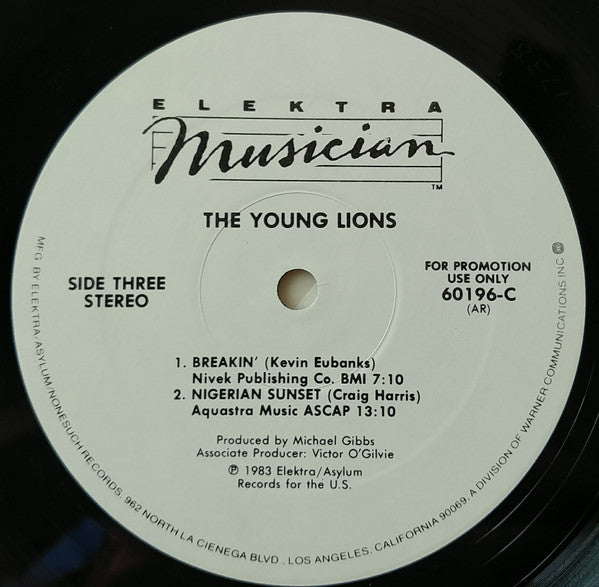 ELEKTRA
Musician
™
THE YOUNG LIONS
SIDE THREE
STEREO
FOR PROMOTION
USE ONLY
60196-C
(AR)
1. BREAKIN' (Kevin Eubanks)
Nivek Publishing Co. BMI 7:10
2. NIGERIAN SUNSET (Craig Harris)
Aquastra Music ASCAP 13:10
Produced by Michael Gibbs
Associate Producer: Victor O'Gilvie
℗ 1983 Elektra/Asylum
Records for the U.S.
MFG. BY ELEKTRA/ASYLUM/NONESUCH RECORDS, 962 NORTH LA CIENEGA BLVD., LOS ANGELES, CALIFORNIA 90069. A DIVISION OF WARNER COMMUNICATIONS INC